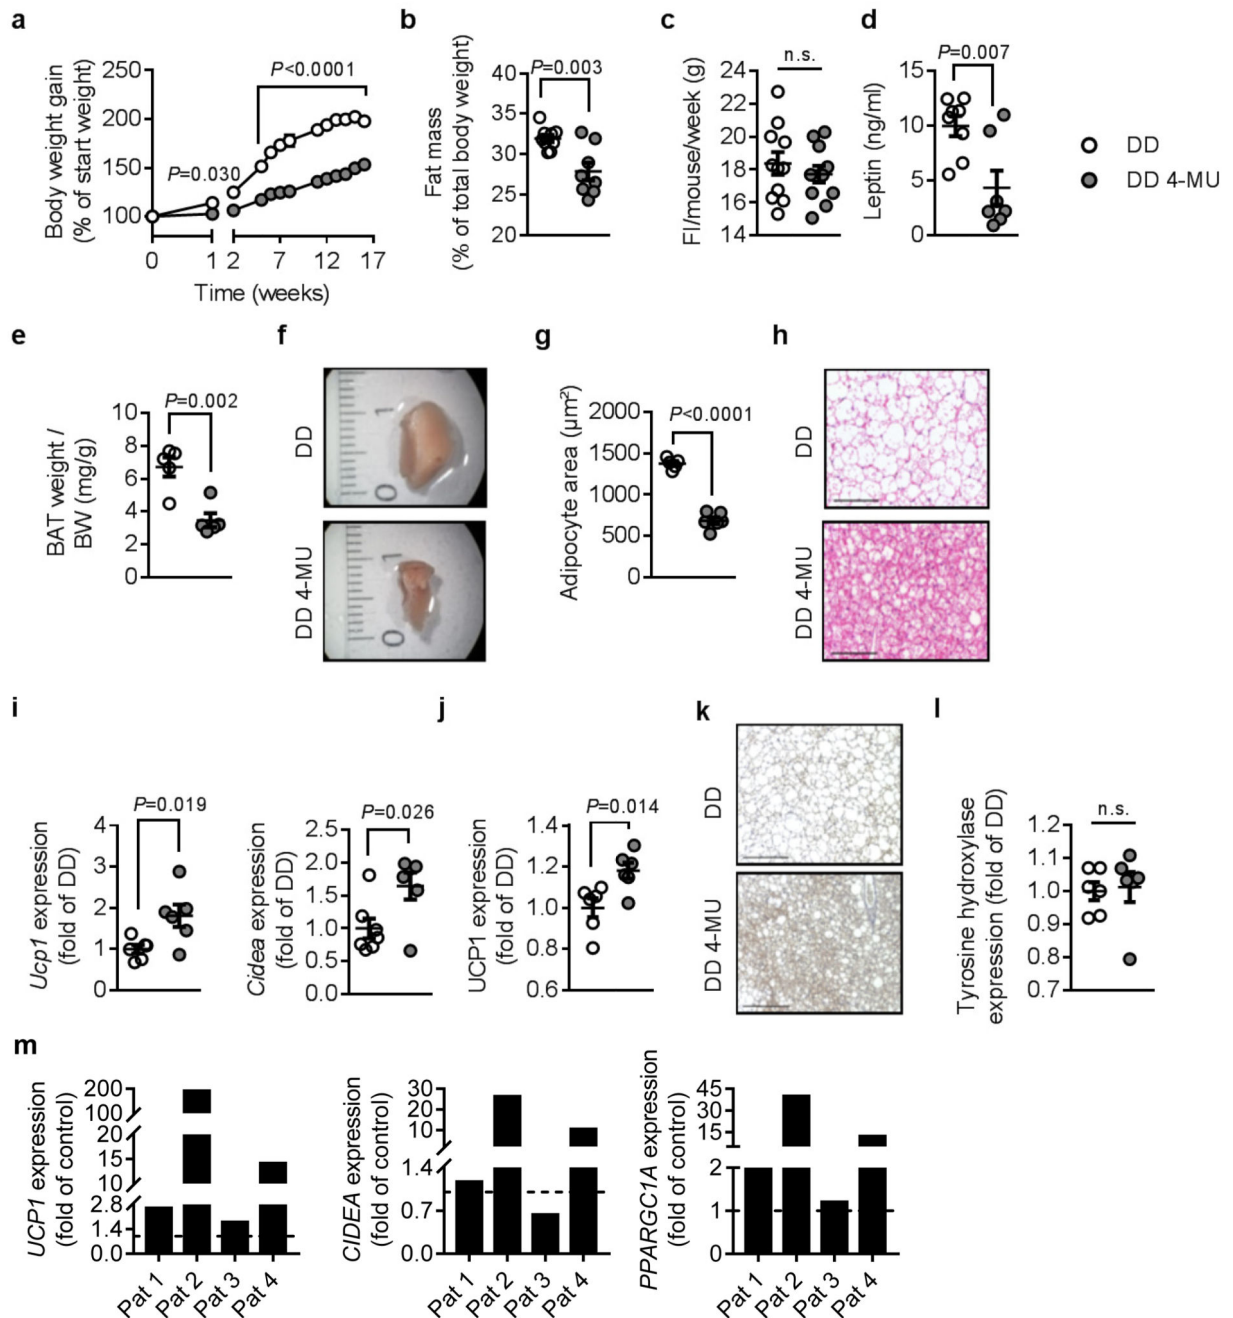 a
Body weight gain
(% of start weight)
250
200
150
100
P<0.0001
P=0.030
0 1 2 7 12 17
Time (weeks)
b
Fat mass
(% of total body weight)
40
35
30
25
20
P=0.003
c
FI/mouse/week (g)
24
22
20
18
16
14
n.s.
d
Leptin (ng/ml)
15
10
5
0
P=0.007
DD
DD 4-MU
e
BAT weight /
BW (mg/g)
10
8
6
4
2
0
P=0.002
f
DD
1
0
DD 4-MU
1
0
g
Adipocyte area (µm²)
2000
1500
1000
500
0
P<0.0001
h
DD
DD 4-MU
i
Ucp1 expression
(fold of DD)
4
3
2
1
0
P=0.019
Cidea expression
(fold of DD)
2.5
2.0
1.5
1.0
0.5
0.0
P=0.026
j
UCP1 expression
(fold of DD)
1.4
1.2
1.0
0.8
0.6
P=0.014
k
DD
DD 4-MU
l
Tyrosine hydroxylase
expression (fold of DD)
1.2
1.1
1.0
0.9
0.8
0.7
n.s.
m
UCP1 expression
(fold of control)
200
100
20
15
10
2.8
1.4
0.0
Pat 1 Pat 2 Pat 3 Pat 4
CIDEA expression
(fold of control)
30
20
10
1.4
0.7
0.0
Pat 1 Pat 2 Pat 3 Pat 4
PPARGC1A expression
(fold of control)
45
30
15
2
1
0
Pat 1 Pat 2 Pat 3 Pat 4